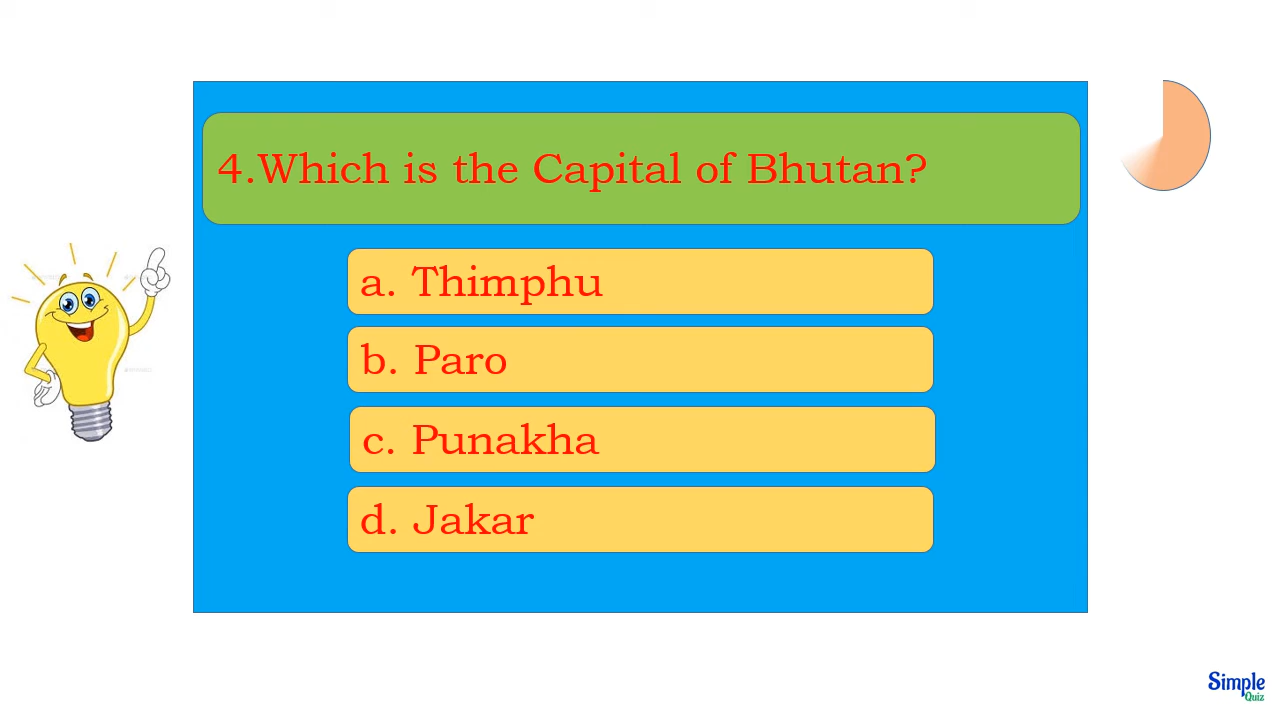 4.Which is the Capital of Bhutan?
a. Thimphu
b. Paro
c. Punakha
d. Jakar
Simple
Quiz